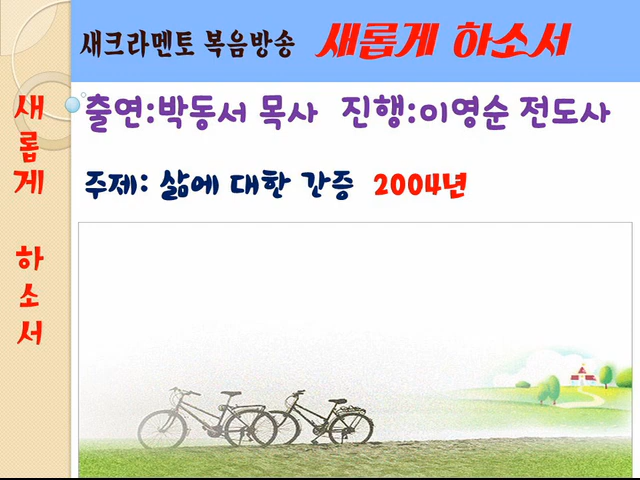 새크라멘토 복음방송 새롭게 하소서
출연:박동서 목사 진행:이영순 전도사
주제: 삶에 대한 간증 2004년
새롭게 하소서